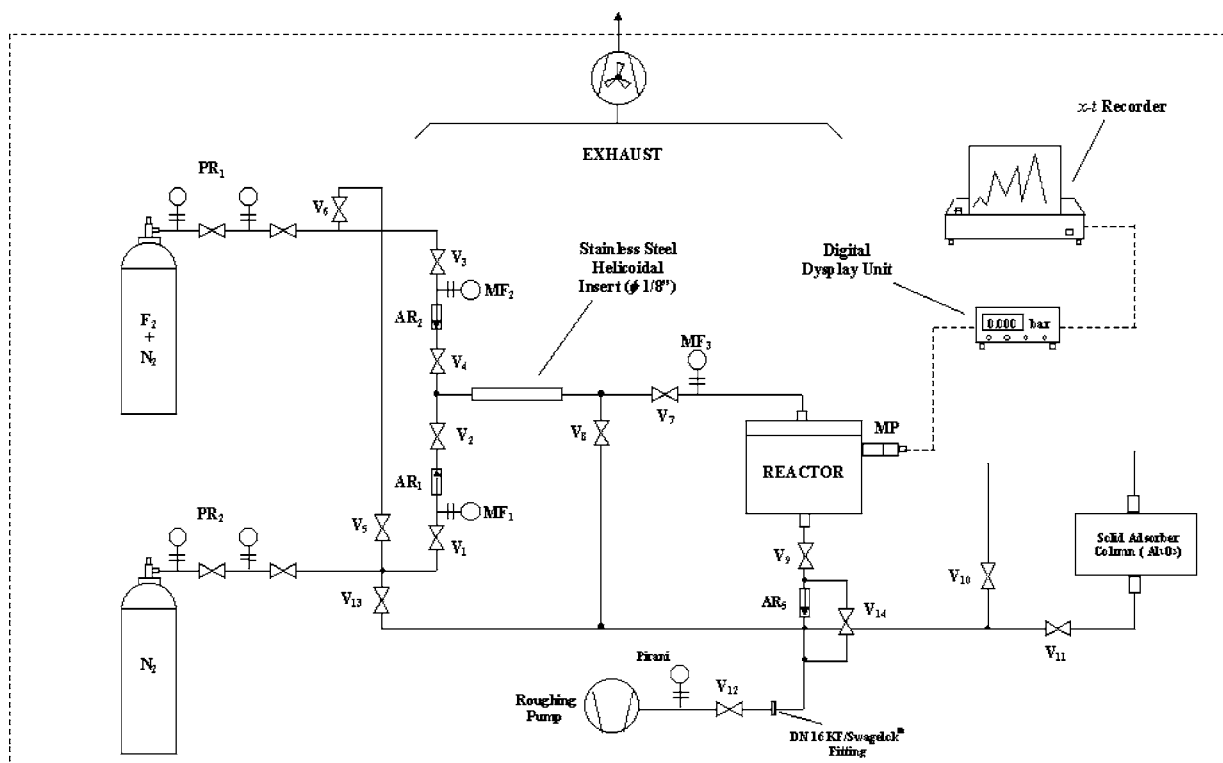 x-t Recorder
EXHAUST
PR1
V6
Stainless Steel
Helicoidal
Insert (ϕ 1/8")
Digital
Dysplay Unit
V3
MF2
AR2
F2
+
N2
0.000 bar
V4
MF3
V7
V2
V8
MP
REACTOR
AR1
MF1
PR2
V5
V1
V9
V10
Solid Adsorber
V13
AR5
V14
N2
V11
Pirani
V12
Roughing
Pump
DN 16 KF/Swagelok®
Fitting